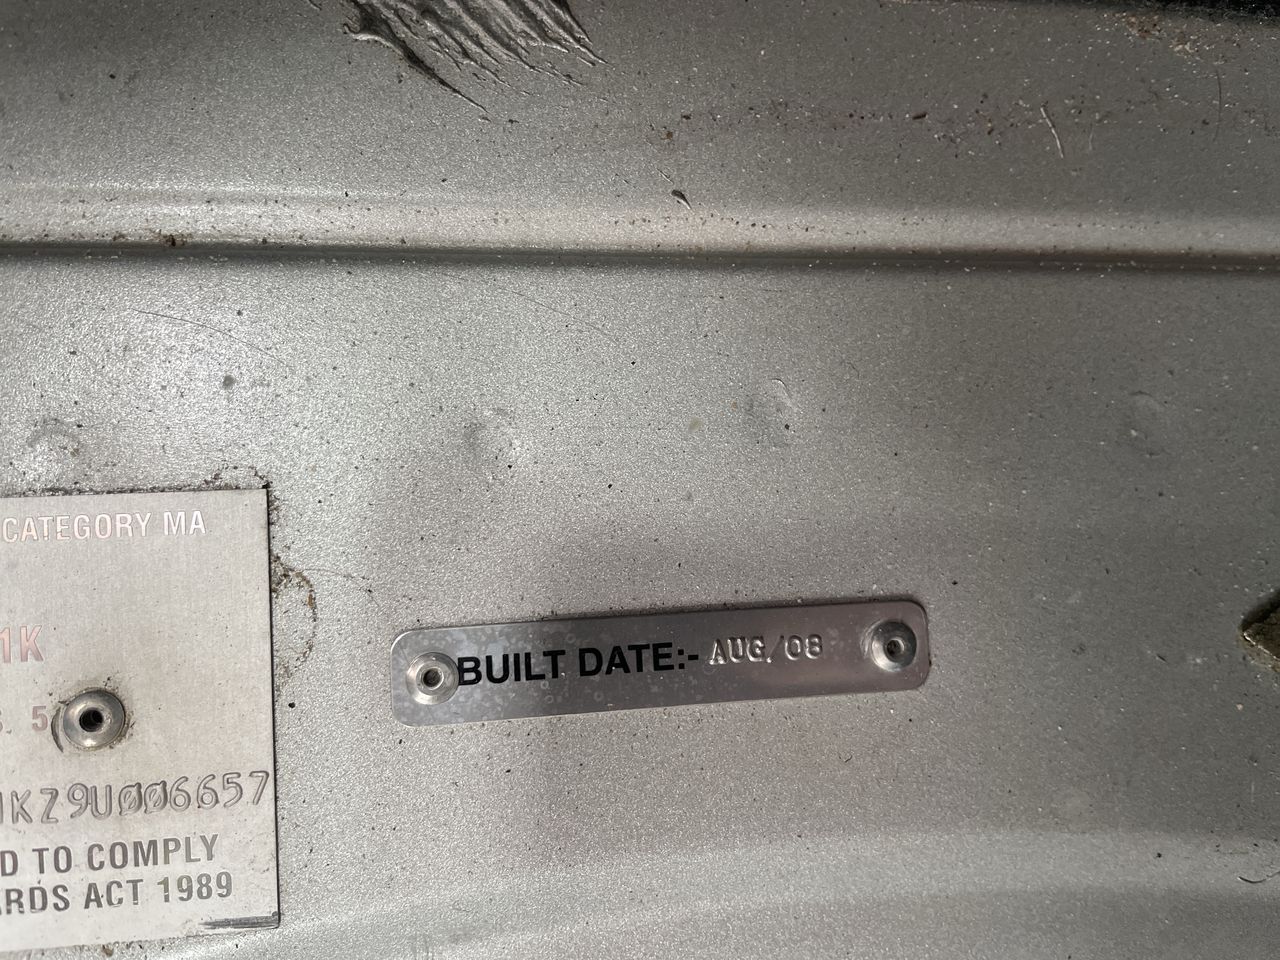 CATEGORY MA
1K
. 5
KZ9U006657
D TO COMPLY
ARDS ACT 1989
BUILT DATE:- AUG/08